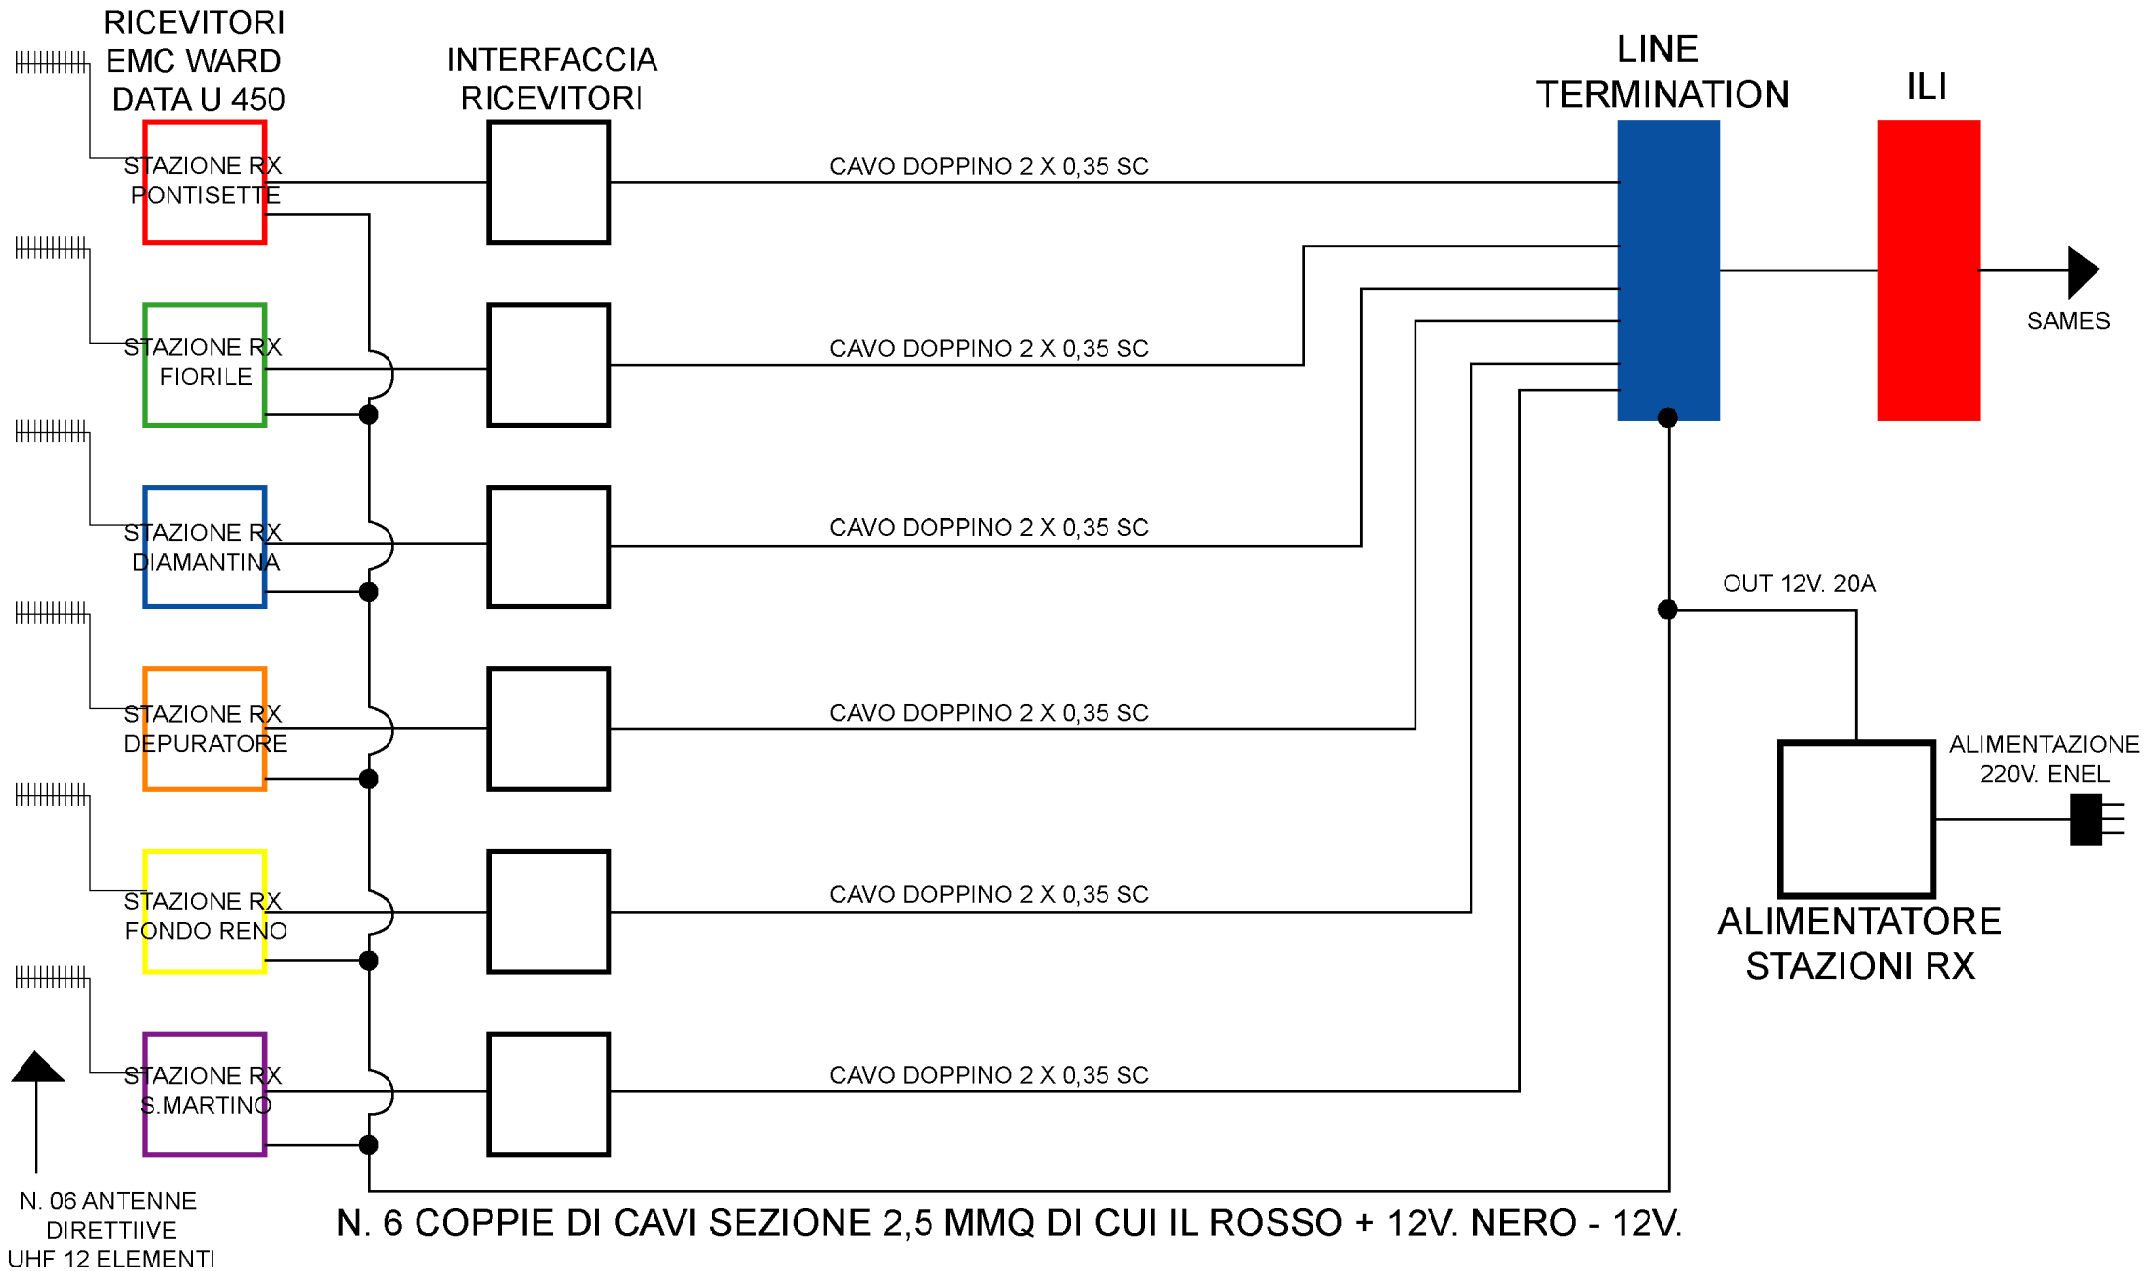 RICEVITORI
EMC WARD
DATA U 450
INTERFACCIA
RICEVITORI
LINE
TERMINATION
ILI
STAZIONE RX
PONTISETTE
CAVO DOPPINO 2 X 0,35 SC
SAMES
STAZIONE RX
FIORILE
CAVO DOPPINO 2 X 0,35 SC
STAZIONE RX
DIAMANTINA
CAVO DOPPINO 2 X 0,35 SC
OUT 12V. 20A
STAZIONE RX
DEPURATORE
CAVO DOPPINO 2 X 0,35 SC
ALIMENTAZIONE
220V. ENEL
STAZIONE RX
FONDO RENO
CAVO DOPPINO 2 X 0,35 SC
ALIMENTATORE
STAZIONI RX
STAZIONE RX
S.MARTINO
CAVO DOPPINO 2 X 0,35 SC
N. 06 ANTENNE
DIRETTIIVE
UHF 12 ELEMENTI
N. 6 COPPIE DI CAVI SEZIONE 2,5 MMQ DI CUI IL ROSSO + 12V. NERO - 12V.